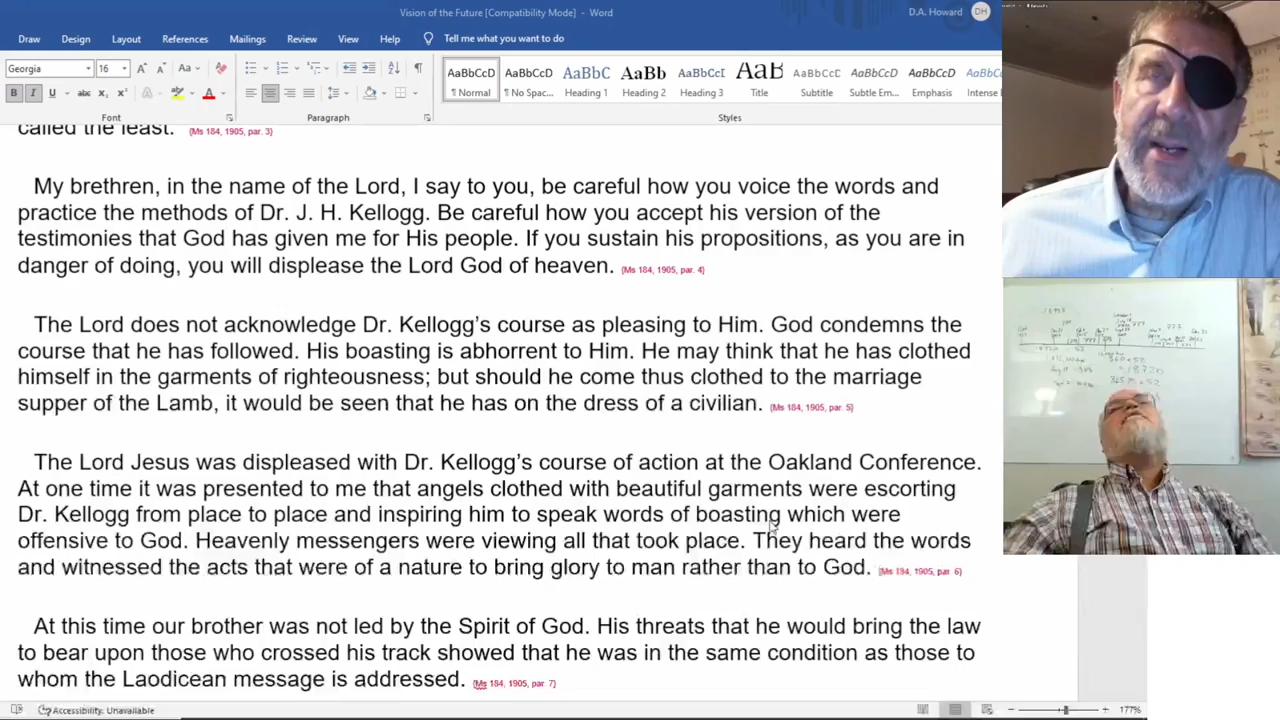 Vision of the Future [Compatibility Mode] - Word
D.A. Howard
DH
Draw Design Layout References Mailings Review View Help Tell me what you want to do
Georgia 16
AaBbCcD AaBbCcD AaBbC AaBb AaBbCcD AaB AaBbCcD AaBbCcD AaBbCcD AaBbCcD
¶ Normal ¶ No Spac... Heading 1 Heading 2 Heading 3 Title Subtitle Subtle Em... Emphasis Intense
Font Paragraph Styles
called the least. {Ms 184, 1905, par. 3}
My brethren, in the name of the Lord, I say to you, be careful how you voice the words and
practice the methods of Dr. J. H. Kellogg. Be careful how you accept his version of the
testimonies that God has given me for His people. If you sustain his propositions, as you are in
danger of doing, you will displease the Lord God of heaven. {Ms 184, 1905, par. 4}
The Lord does not acknowledge Dr. Kellogg's course as pleasing to Him. God condemns the
course that he has followed. His boasting is abhorrent to Him. He may think that he has clothed
himself in the garments of righteousness; but should he come thus clothed to the marriage
supper of the Lamb, it would be seen that he has on the dress of a civilian. {Ms 184, 1905, par. 5}
The Lord Jesus was displeased with Dr. Kellogg's course of action at the Oakland Conference.
At one time it was presented to me that angels clothed with beautiful garments were escorting
Dr. Kellogg from place to place and inspiring him to speak words of boasting which were
offensive to God. Heavenly messengers were viewing all that took place. They heard the words
and witnessed the acts that were of a nature to bring glory to man rather than to God. {Ms 184, 1905, par. 6}
At this time our brother was not led by the Spirit of God. His threats that he would bring the law
to bear upon those who crossed his track showed that he was in the same condition as those to
whom the Laodicean message is addressed. {Ms 184, 1905, par. 7}
Accessibility: Unavailable
177%